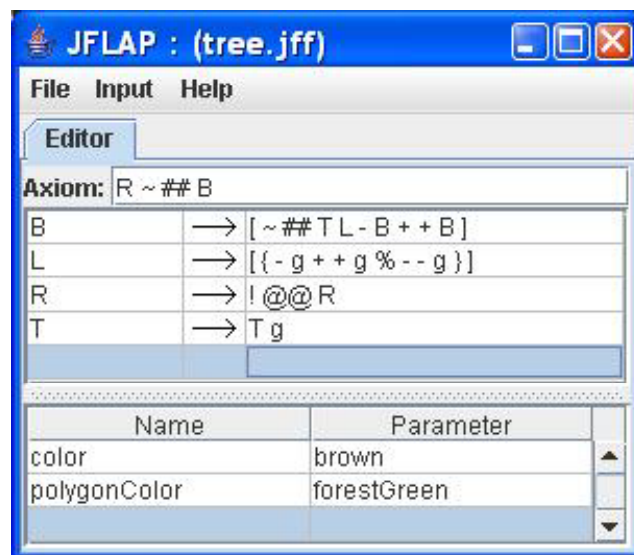 JFLAP : (tree.jff)
File Input Help
Editor
Axiom: R ~ ## B
B → [ ~ ## T L - B + + B ]
L → [ { - g + + g % - - g } ]
R → ! @@ R
T → T g
Name Parameter
color brown
polygonColor forestGreen